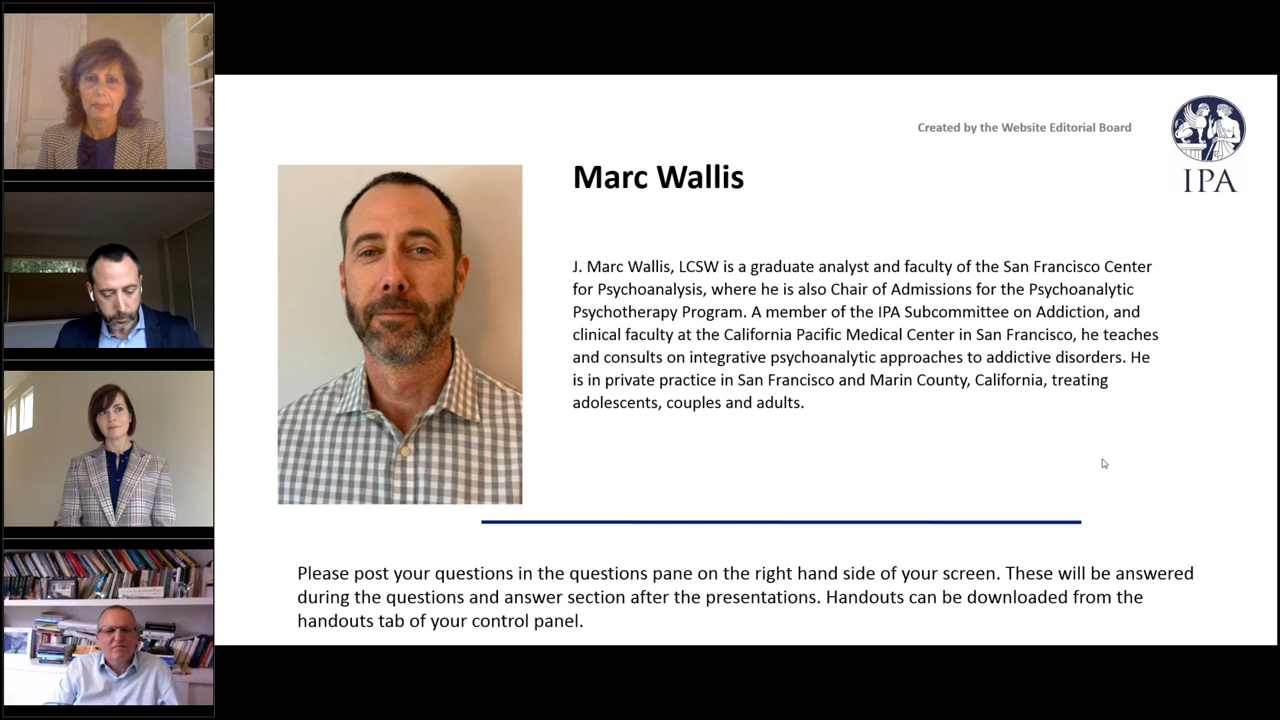 Created by the Website Editorial Board
IPA
Marc Wallis
J. Marc Wallis, LCSW is a graduate analyst and faculty of the San Francisco Center
for Psychoanalysis, where he is also Chair of Admissions for the Psychoanalytic
Psychotherapy Program. A member of the IPA Subcommittee on Addiction, and
clinical faculty at the California Pacific Medical Center in San Francisco, he teaches
and consults on integrative psychoanalytic approaches to addictive disorders. He
is in private practice in San Francisco and Marin County, California, treating
adolescents, couples and adults.
Please post your questions in the questions pane on the right hand side of your screen. These will be answered
during the questions and answer section after the presentations. Handouts can be downloaded from the
handouts tab of your control panel.